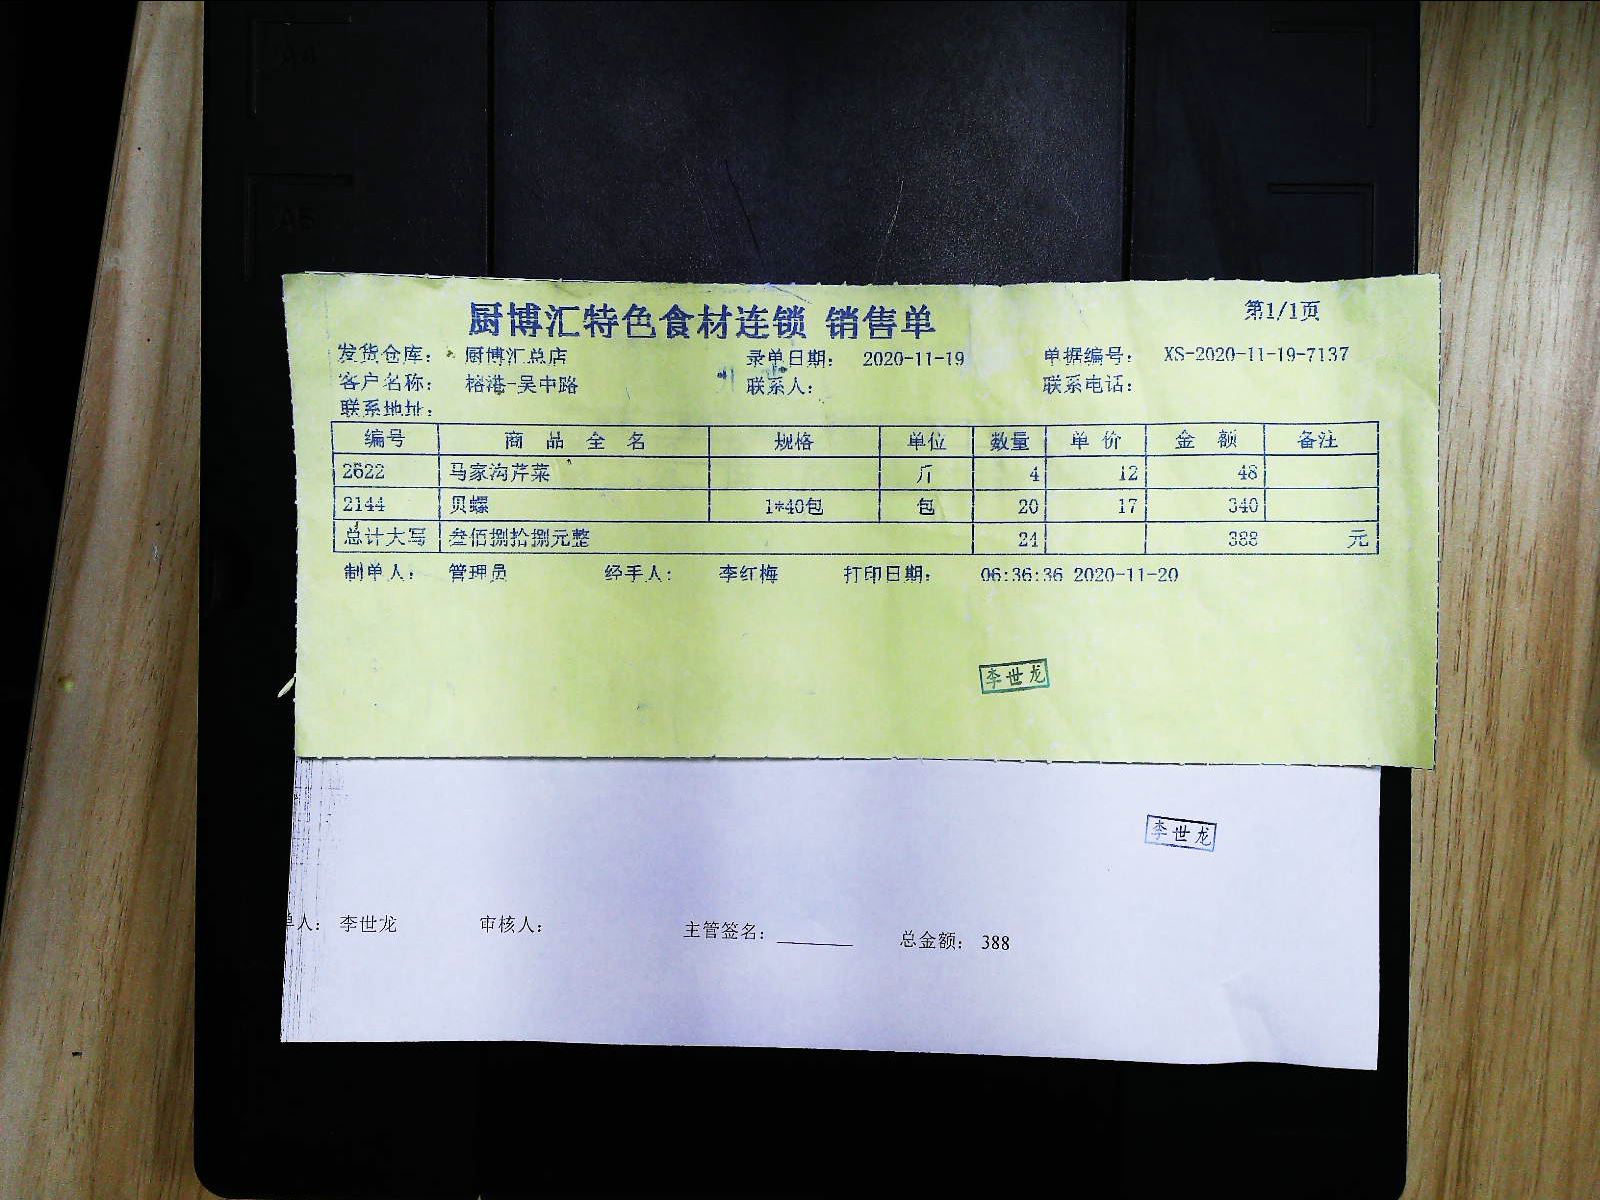 A4
A5
厨博汇特色食材连锁 销售单 第1/1页
发货仓库: 厨博汇总店 录单日期: 2020-11-19 单据编号: XS-2020-11-19-7137
客户名称: 榕港-吴中路 联系人: 联系电话:
联系地址:
编号 商品全名 规格 单位 数量 单价 金额 备注
2622 马家沟芹菜 斤 4 12 48
2144 贝螺 1*40包 包 20 17 340
总计大写 叁佰捌拾捌元整 24 388 元
制单人: 管理员 经手人: 李红梅 打印日期: 06:36:36 2020-11-20
李世龙
李世龙
单人: 李世龙 审核人: 主管签名: 总金额: 388